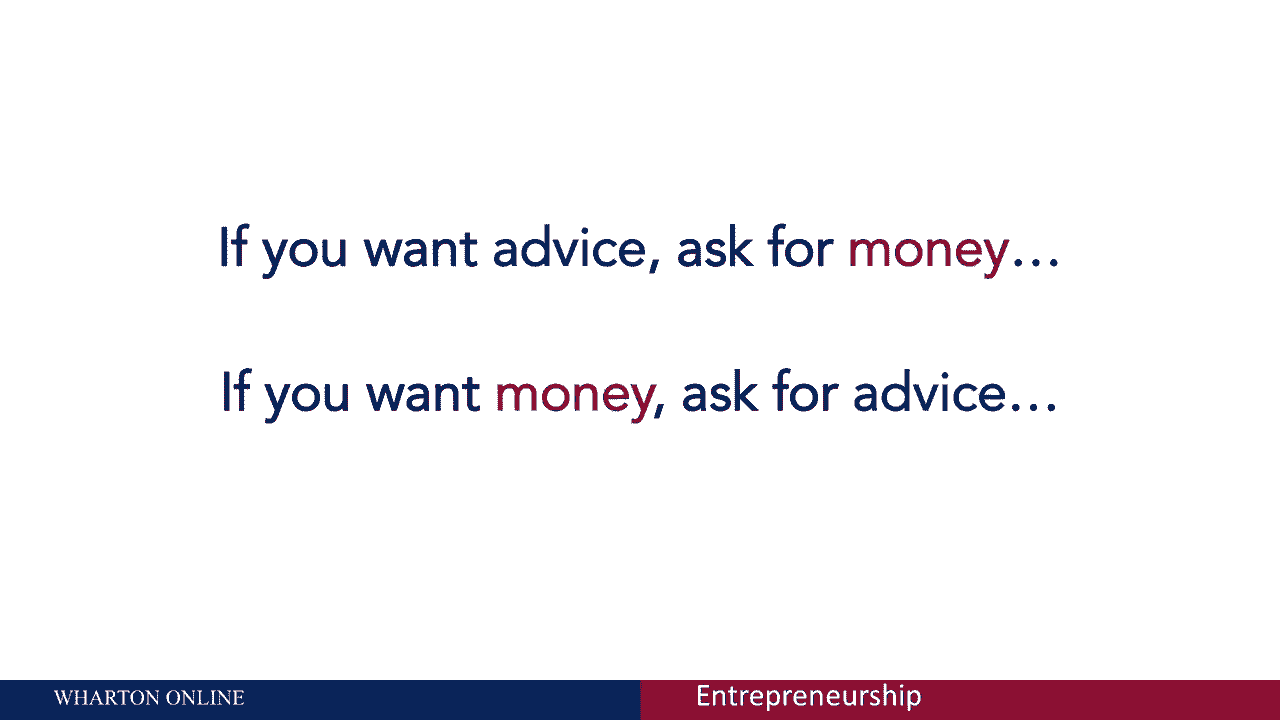 If you want advice, ask for money…
If you want money, ask for advice…
WHARTON ONLINE
Entrepreneurship